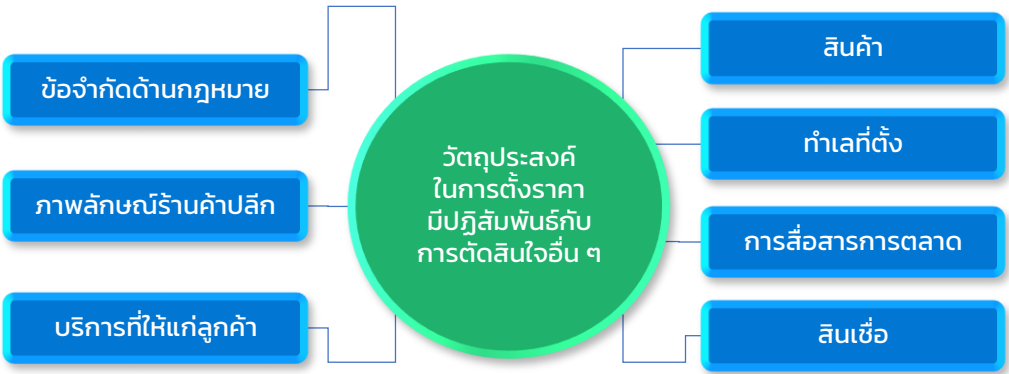 ข้อจำกัดด้านกฎหมาย
ภาพลักษณ์ร้านค้าปลีก
บริการที่ให้แก่ลูกค้า
วัตถุประสงค์
ในการตั้งราคา
มีปฏิสัมพันธ์กับ
การตัดสินใจอื่น ๆ
สินค้า
ทำเลที่ตั้ง
การสื่อสารการตลาด
สินเชื่อ